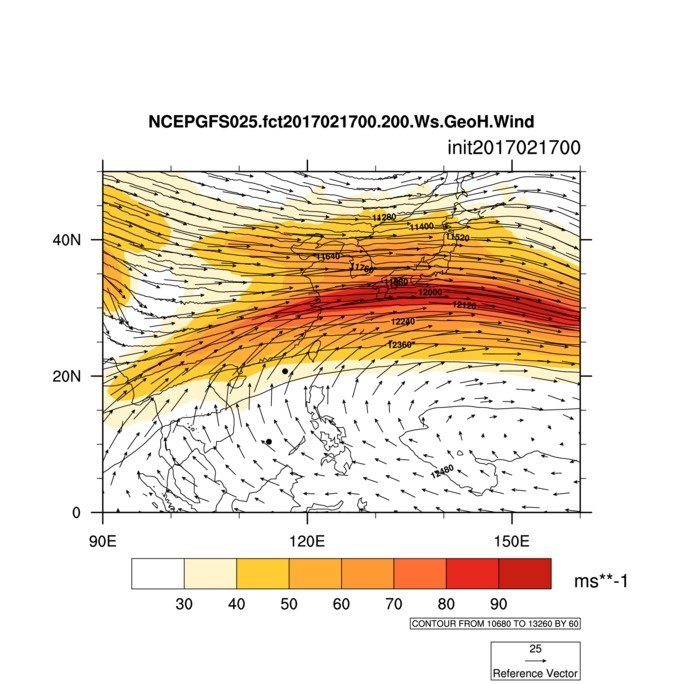 NCEPGFS025.fct2017021700.200.Ws.GeoH.Wind
init2017021700
11280
11400
11520
40N
11640
11760
11880
12000
12120
12240
12360
20N
12480
0
90E 120E 150E
ms**-1
30 40 50 60 70 80 90
CONTOUR FROM 10680 TO 13260 BY 60
25
Reference Vector